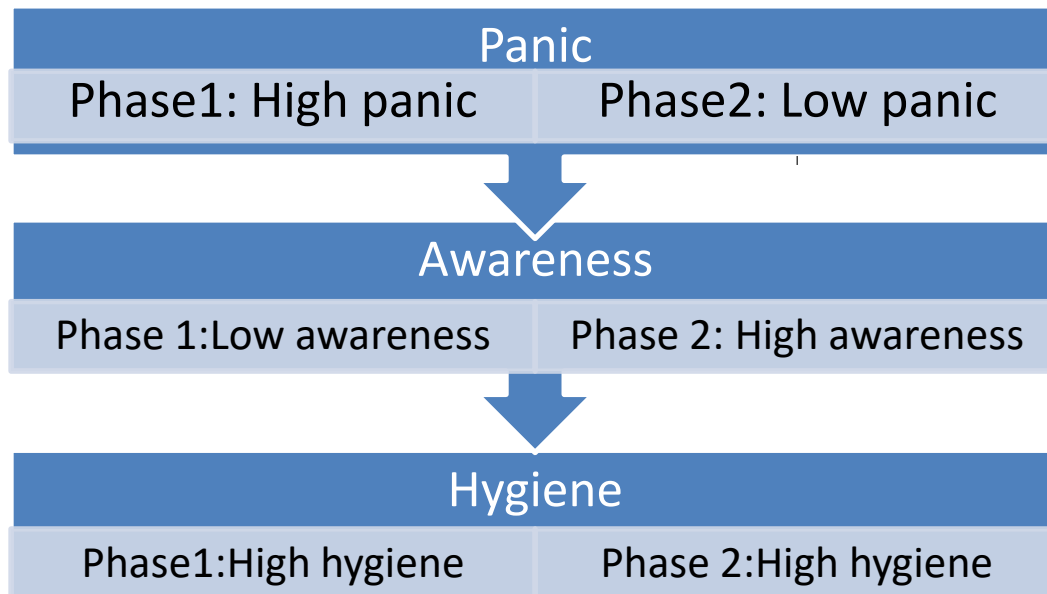 Panic
Phase1: High panic
Phase2: Low panic
Awareness
Phase 1:Low awareness
Phase 2: High awareness
Hygiene
Phase1:High hygiene
Phase 2:High hygiene